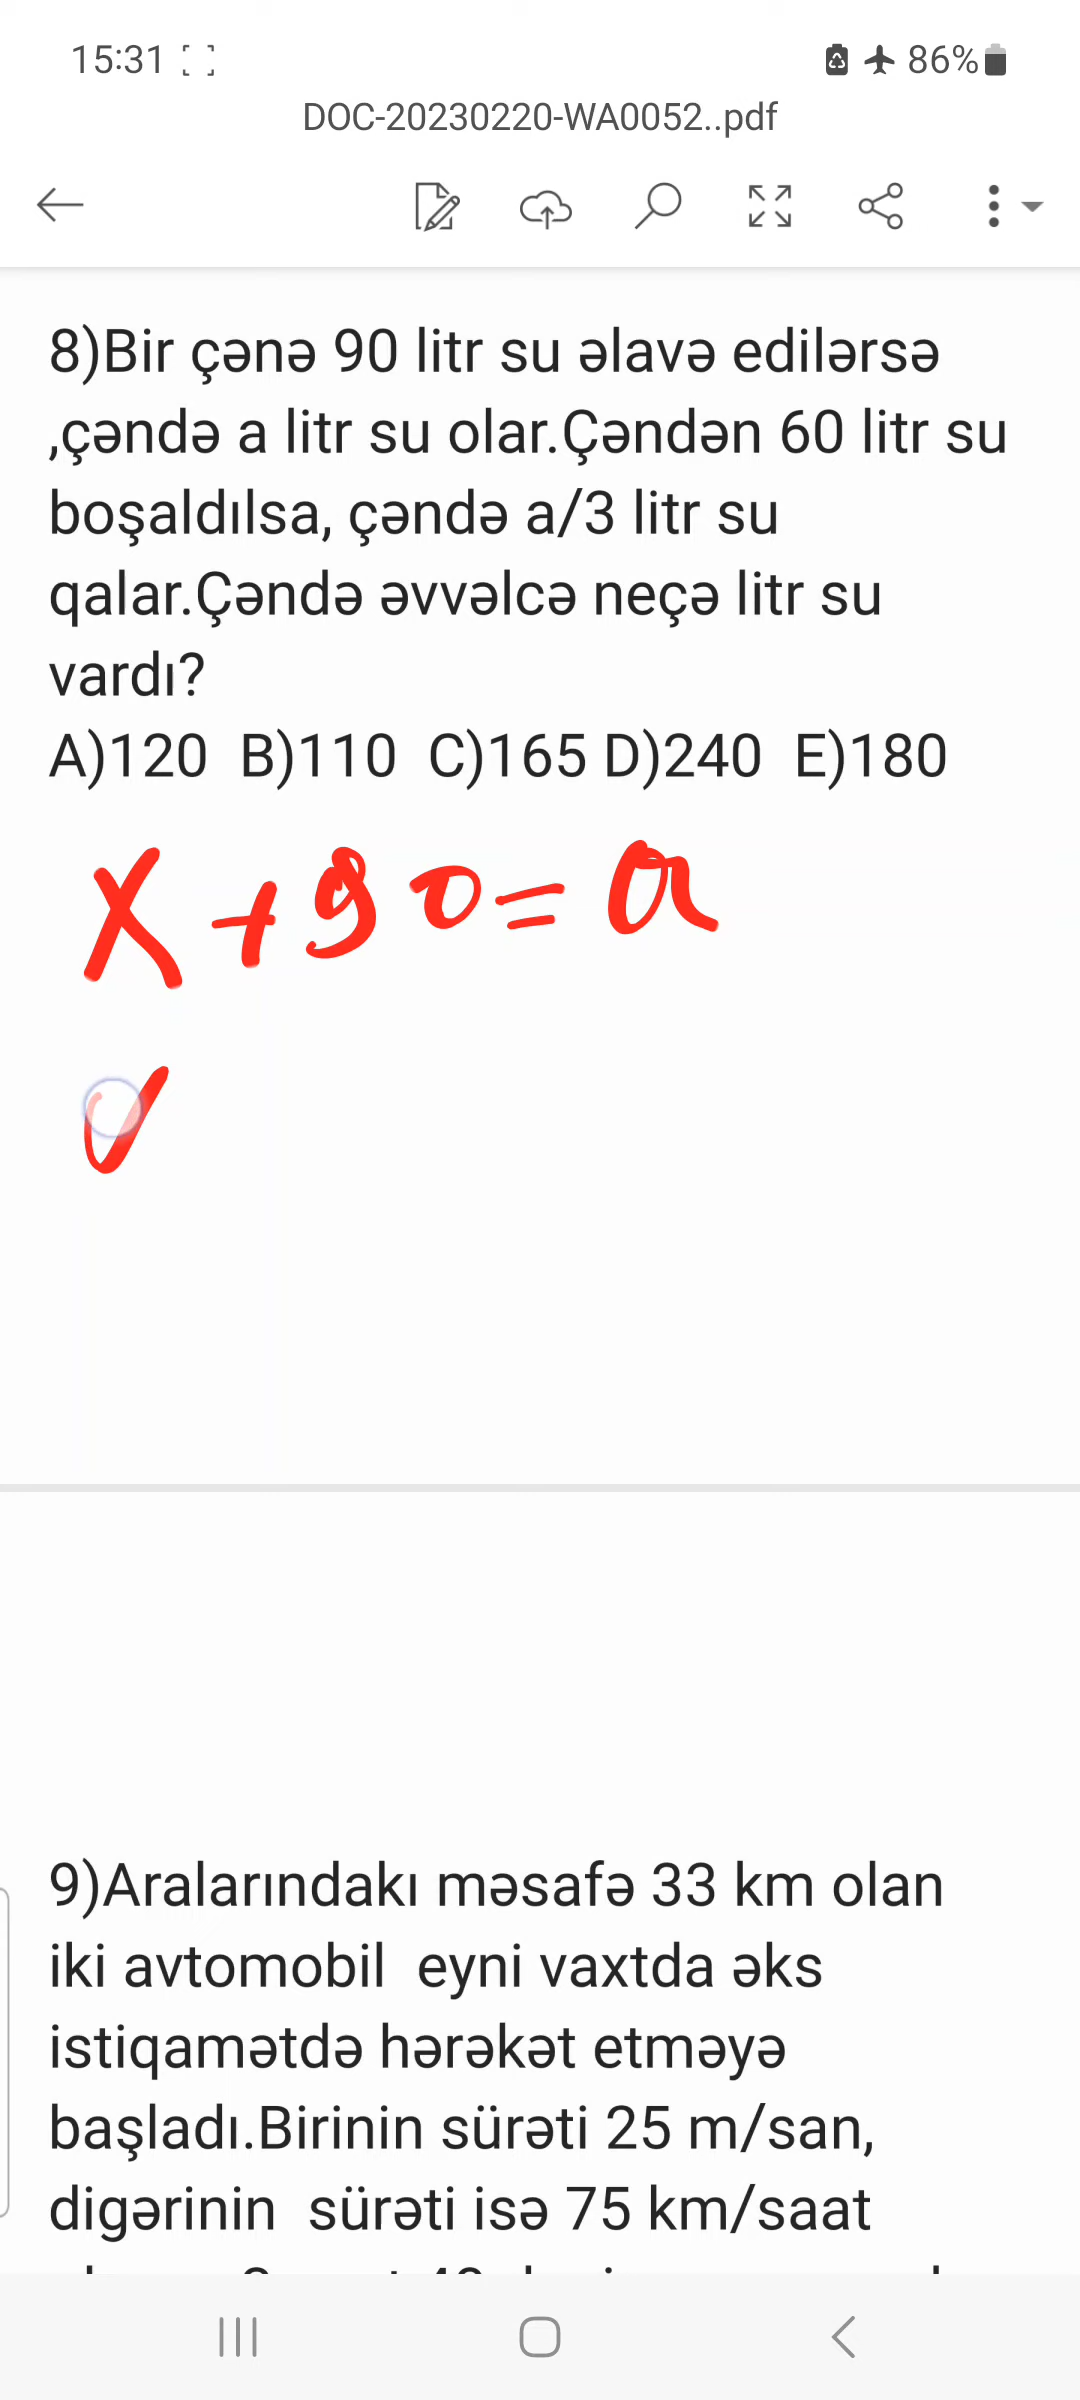 15:31
86%
DOC-20230220-WA0052..pdf
8)Bir çənə 90 litr su əlavə edilərsə
,çəndə a litr su olar.Çəndən 60 litr su
boşaldılsa, çəndə a/3 litr su
qalar.Çəndə əvvəlcə neçə litr su
vardı?
A)120 B)110 C)165 D)240 E)180
x+90=a
9)Aralarındakı məsafə 33 km olan
iki avtomobil eyni vaxtda əks
istiqamətdə hərəkət etməyə
başladı.Birinin sürəti 25 m/san,
digərinin sürəti isə 75 km/saat